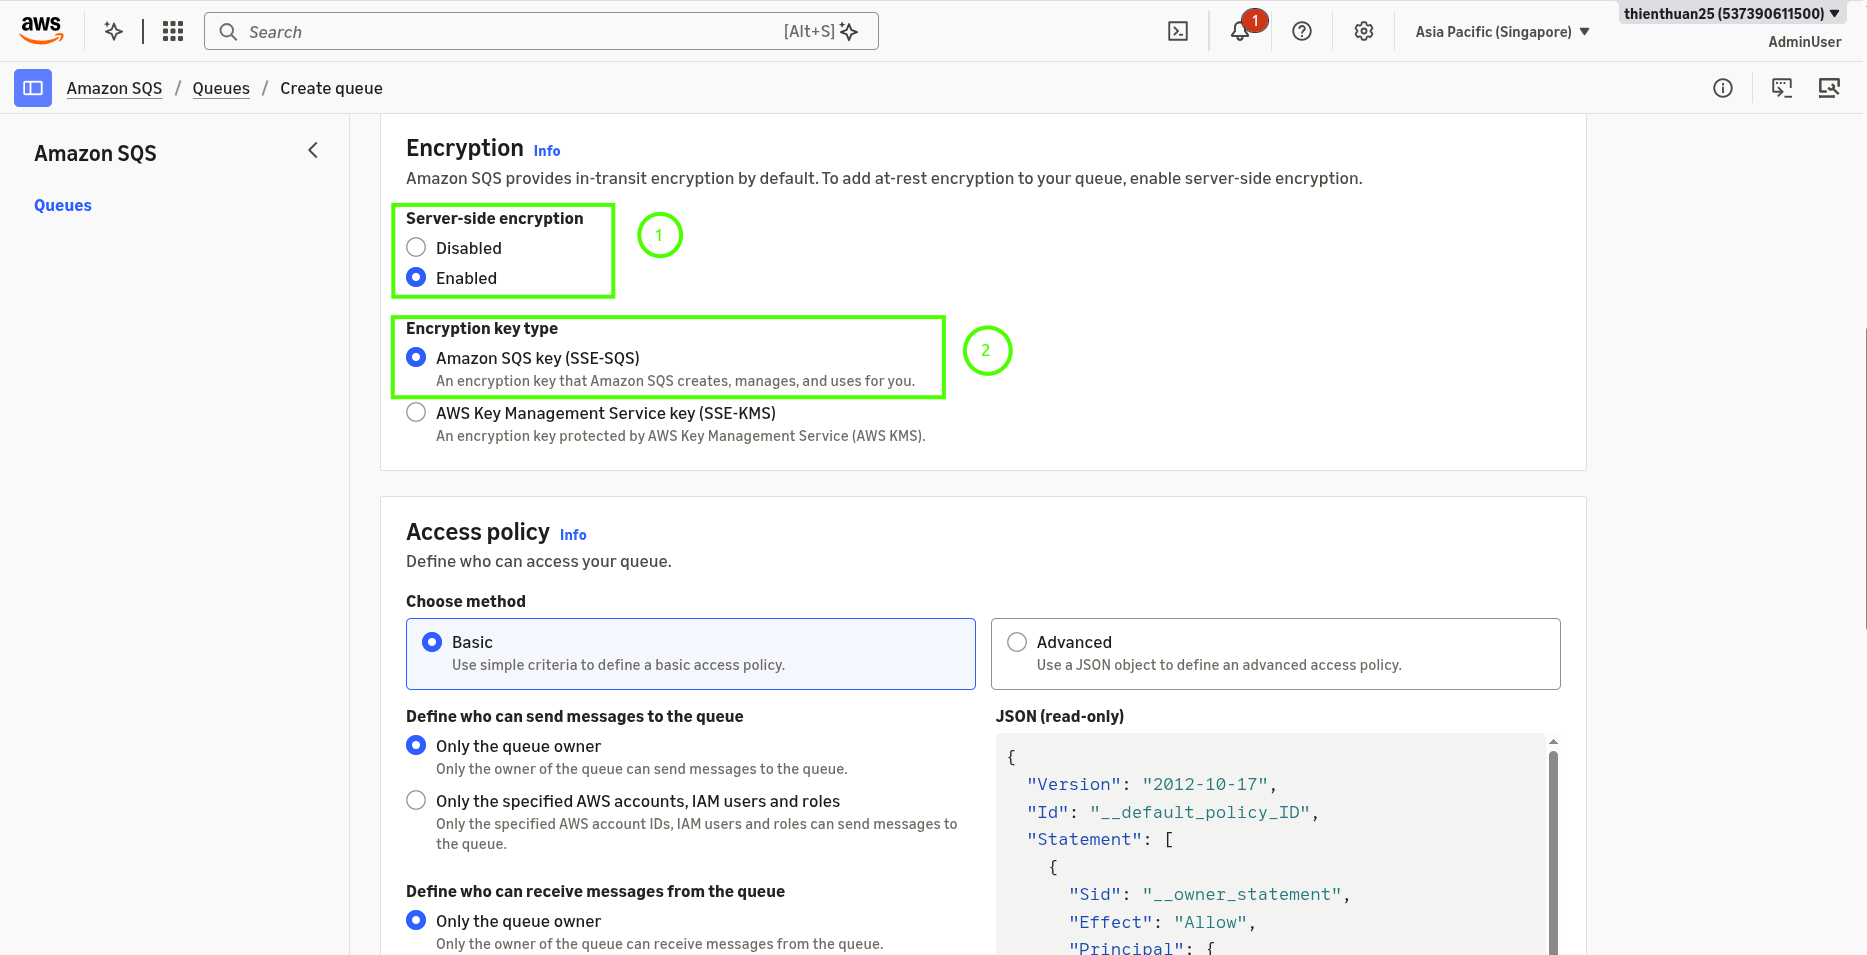 aws
Search
[Alt+S]
1
Asia Pacific (Singapore)
thienthuan25 (537390611500)
AdminUser
Amazon SQS / Queues / Create queue
Amazon SQS
Queues
Encryption Info
Amazon SQS provides in-transit encryption by default. To add at-rest encryption to your queue, enable server-side encryption.
Server-side encryption
Disabled
Enabled
1
Encryption key type
Amazon SQS key (SSE-SQS)
An encryption key that Amazon SQS creates, manages, and uses for you.
2
AWS Key Management Service key (SSE-KMS)
An encryption key protected by AWS Key Management Service (AWS KMS).
Access policy Info
Define who can access your queue.
Choose method
Basic
Use simple criteria to define a basic access policy.
Advanced
Use a JSON object to define an advanced access policy.
Define who can send messages to the queue
Only the queue owner
Only the owner of the queue can send messages to the queue.
Only the specified AWS accounts, IAM users and roles
Only the specified AWS account IDs, IAM users and roles can send messages to
the queue.
Define who can receive messages from the queue
Only the queue owner
Only the owner of the queue can receive messages from the queue.
JSON (read-only)
{
"Version": "2012-10-17",
"Id": "__default_policy_ID",
"Statement": [
{
"Sid": "__owner_statement",
"Effect": "Allow",
"Principal": {